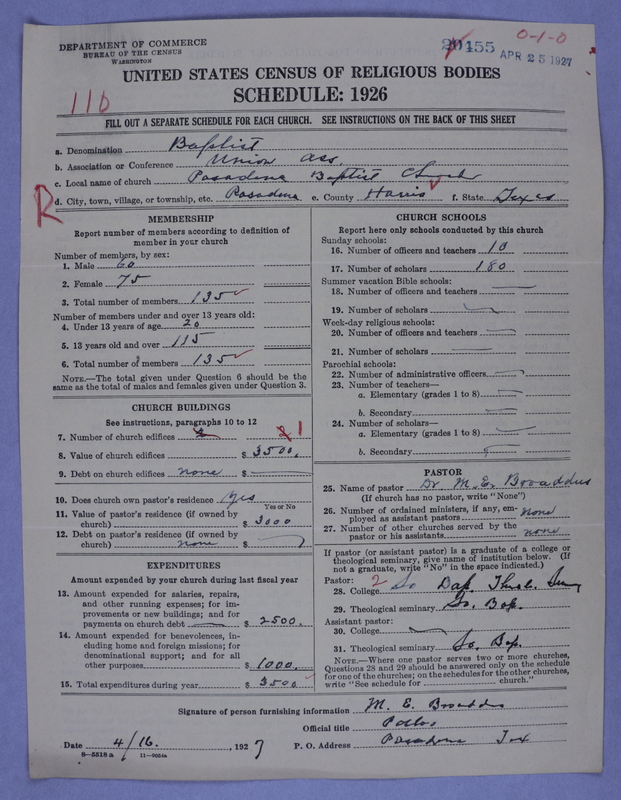 DEPARTMENT OF COMMERCE
BUREAU OF THE CENSUS
WASHINGTON
0-1-0
APR 25 1927
UNITED STATES CENSUS OF RELIGIOUS BODIES
SCHEDULE: 1926
110
FILL OUT A SEPARATE SCHEDULE FOR EACH CHURCH. SEE INSTRUCTIONS ON THE BACK OF THIS SHEET
a. Denomination Baptist
b. Association or Conference Union Ass.
c. Local name of church Pasadena Baptist Church
R
d. City, town, village, or township, etc. Pasadena e. County Harris f. State Texas
MEMBERSHIP
Report number of members according to definition of member in your church
Number of members, by sex:
1. Male 60
2. Female 75
3. Total number of members 135
Number of members under and over 13 years old:
4. Under 13 years of age 20
5. 13 years old and over 115
6. Total number of members 135
NOTE.—The total given under Question 6 should be the
same as the total of males and females given under Question 3.
CHURCH BUILDINGS
See instructions, paragraphs 10 to 12
7. Number of church edifices 2 1
8. Value of church edifices $ 3500.
9. Debt on church edifices none $
10. Does church own pastor's residence Yes
Yes or No
11. Value of pastor's residence (if owned by
church) $ 3000
12. Debt on pastor's residence (if owned by
church) none $
EXPENDITURES
Amount expended by your church during last fiscal year
13. Amount expended for salaries, repairs,
and other running expenses; for im-
provements or new buildings; and for
payments on church debt $ 2500.
14. Amount expended for benevolences, in-
cluding home and foreign missions; for
denominational support; and for all
other purposes $ 1000.
15. Total expenditures during year $ 3500
CHURCH SCHOOLS
Report here only schools conducted by this church
Sunday schools:
16. Number of officers and teachers 10
17. Number of scholars 180
Summer vacation Bible schools:
18. Number of officers and teachers
19. Number of scholars
Week-day religious schools:
20. Number of officers and teachers
21. Number of scholars
Parochial schools:
22. Number of administrative officers
23. Number of teachers—
a. Elementary (grades 1 to 8)
b. Secondary
24. Number of scholars—
a. Elementary (grades 1 to 8)
b. Secondary
PASTOR
25. Name of pastor Dr. M. E. Broaddus
(If church has no pastor, write "None")
26. Number of ordained ministers, if any, em-
ployed as assistant pastors none
27. Number of other churches served by the
pastor or his assistants none
If pastor (or assistant pastor) is a graduate of a college or
theological seminary, give name of institution below. (If
not a graduate, write "No" in the space indicated.)
Pastor:
28. College 2 So Bap. Theol. Sem
29. Theological seminary So. Bap.
Assistant pastor:
30. College
31. Theological seminary So. Bap.
NOTE.—Where one pastor serves two or more churches,
Questions 28 and 29 should be answered only on the schedule
for one of the churches; on the schedules for the other churches,
write "See schedule for church."
Signature of person furnishing information M. E. Broaddus
Official title Pastor
Date 4/16. 1927 P. O. Address Pasadena Tex
8-5518 a 11-9054a